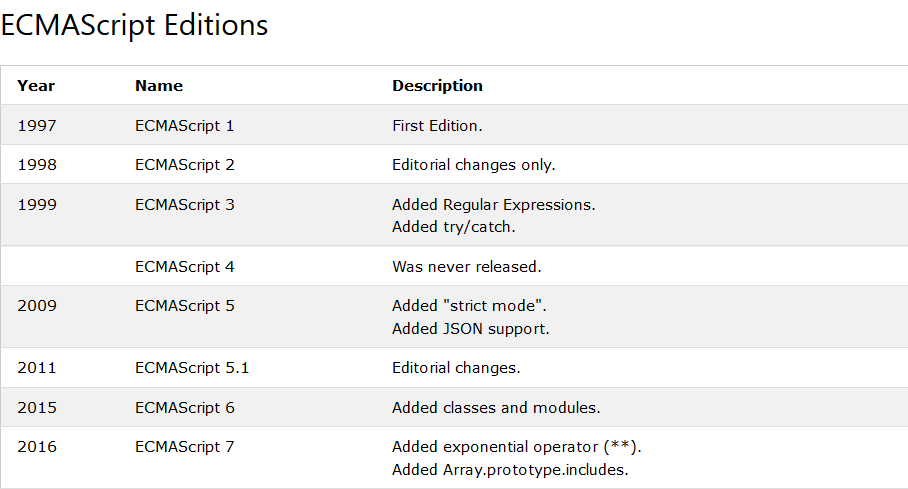 ECMAScript Editions
Year Name Description
1997 ECMAScript 1 First Edition.
1998 ECMAScript 2 Editorial changes only.
1999 ECMAScript 3 Added Regular Expressions.
Added try/catch.
ECMAScript 4 Was never released.
2009 ECMAScript 5 Added "strict mode".
Added JSON support.
2011 ECMAScript 5.1 Editorial changes.
2015 ECMAScript 6 Added classes and modules.
2016 ECMAScript 7 Added exponential operator (**).
Added Array.prototype.includes.